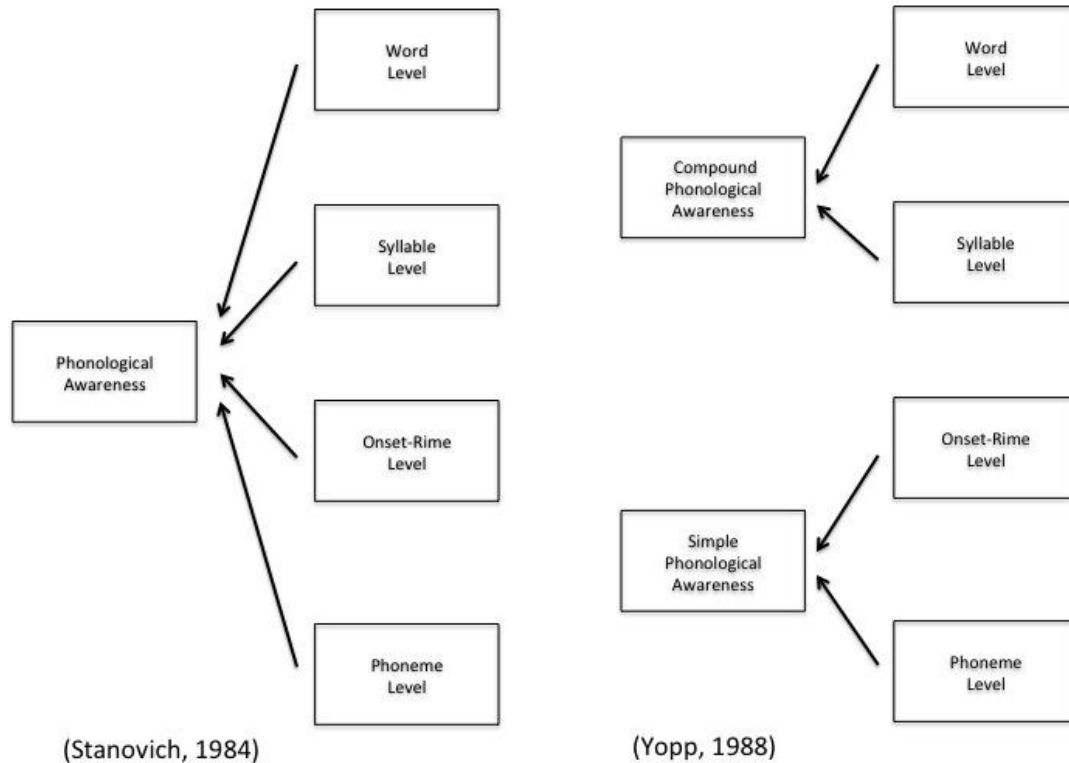 Word
Level
Syllable
Level
Phonological
Awareness
Onset-Rime
Level
Phoneme
Level
(Stanovich, 1984)
Word
Level
Compound
Phonological
Awareness
Syllable
Level
Onset-Rime
Level
Simple
Phonological
Awareness
Phoneme
Level
(Yopp, 1988)